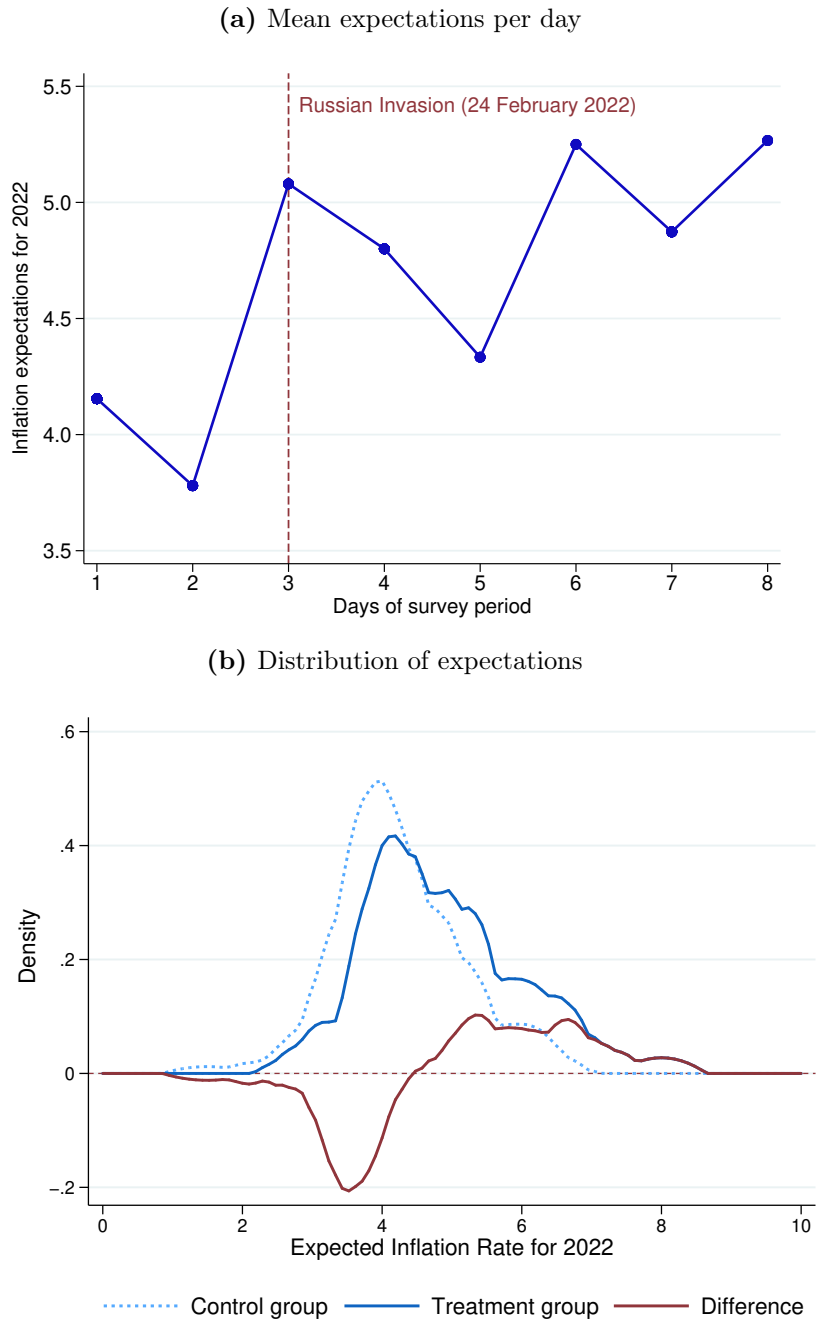 (a) Mean expectations per day
5.5
Russian Invasion (24 February 2022)
5.0
4.5
4.0
3.5
Inflation expectations for 2022
1 2 3 4 5 6 7 8
Days of survey period
(b) Distribution of expectations
.6
.4
.2
0
−.2
Density
0 2 4 6 8 10
Expected Inflation Rate for 2022
Control group Treatment group Difference